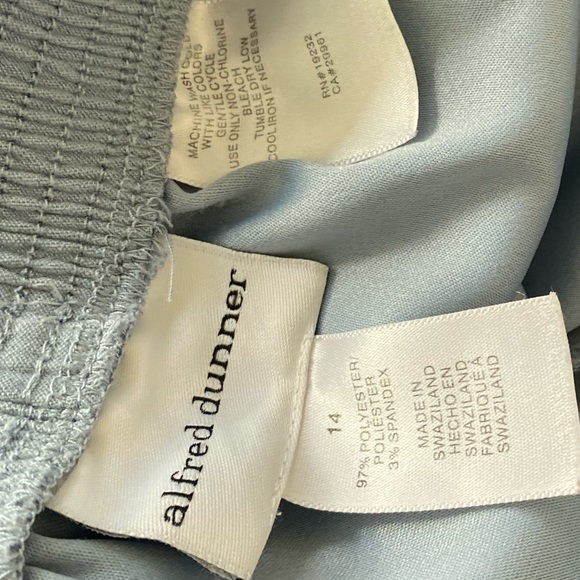 MACHINE WASH COLD
WITH LIKE COLORS
GENTLE CYCLE
USE ONLY NON-CHLORINE
BLEACH
TUMBLE DRY LOW
COOL IRON IF NECESSARY
RN#19232
CA#20961
alfred dunner
14
97% POLYESTER/
POLIÉSTER
3% SPANDEX
MADE IN
SWAZILAND
HECHO EN
SWAZILAND
FABRIQUÉ À
SWAZILAND